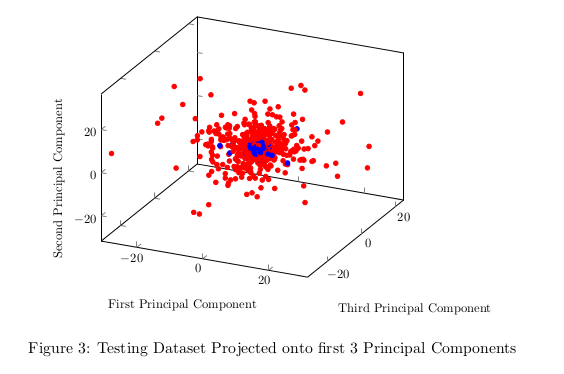 Second Principal Component
20
0
−20
−20
0
20
−20
0
20
First Principal Component
Third Principal Component
Figure 3: Testing Dataset Projected onto first 3 Principal Components